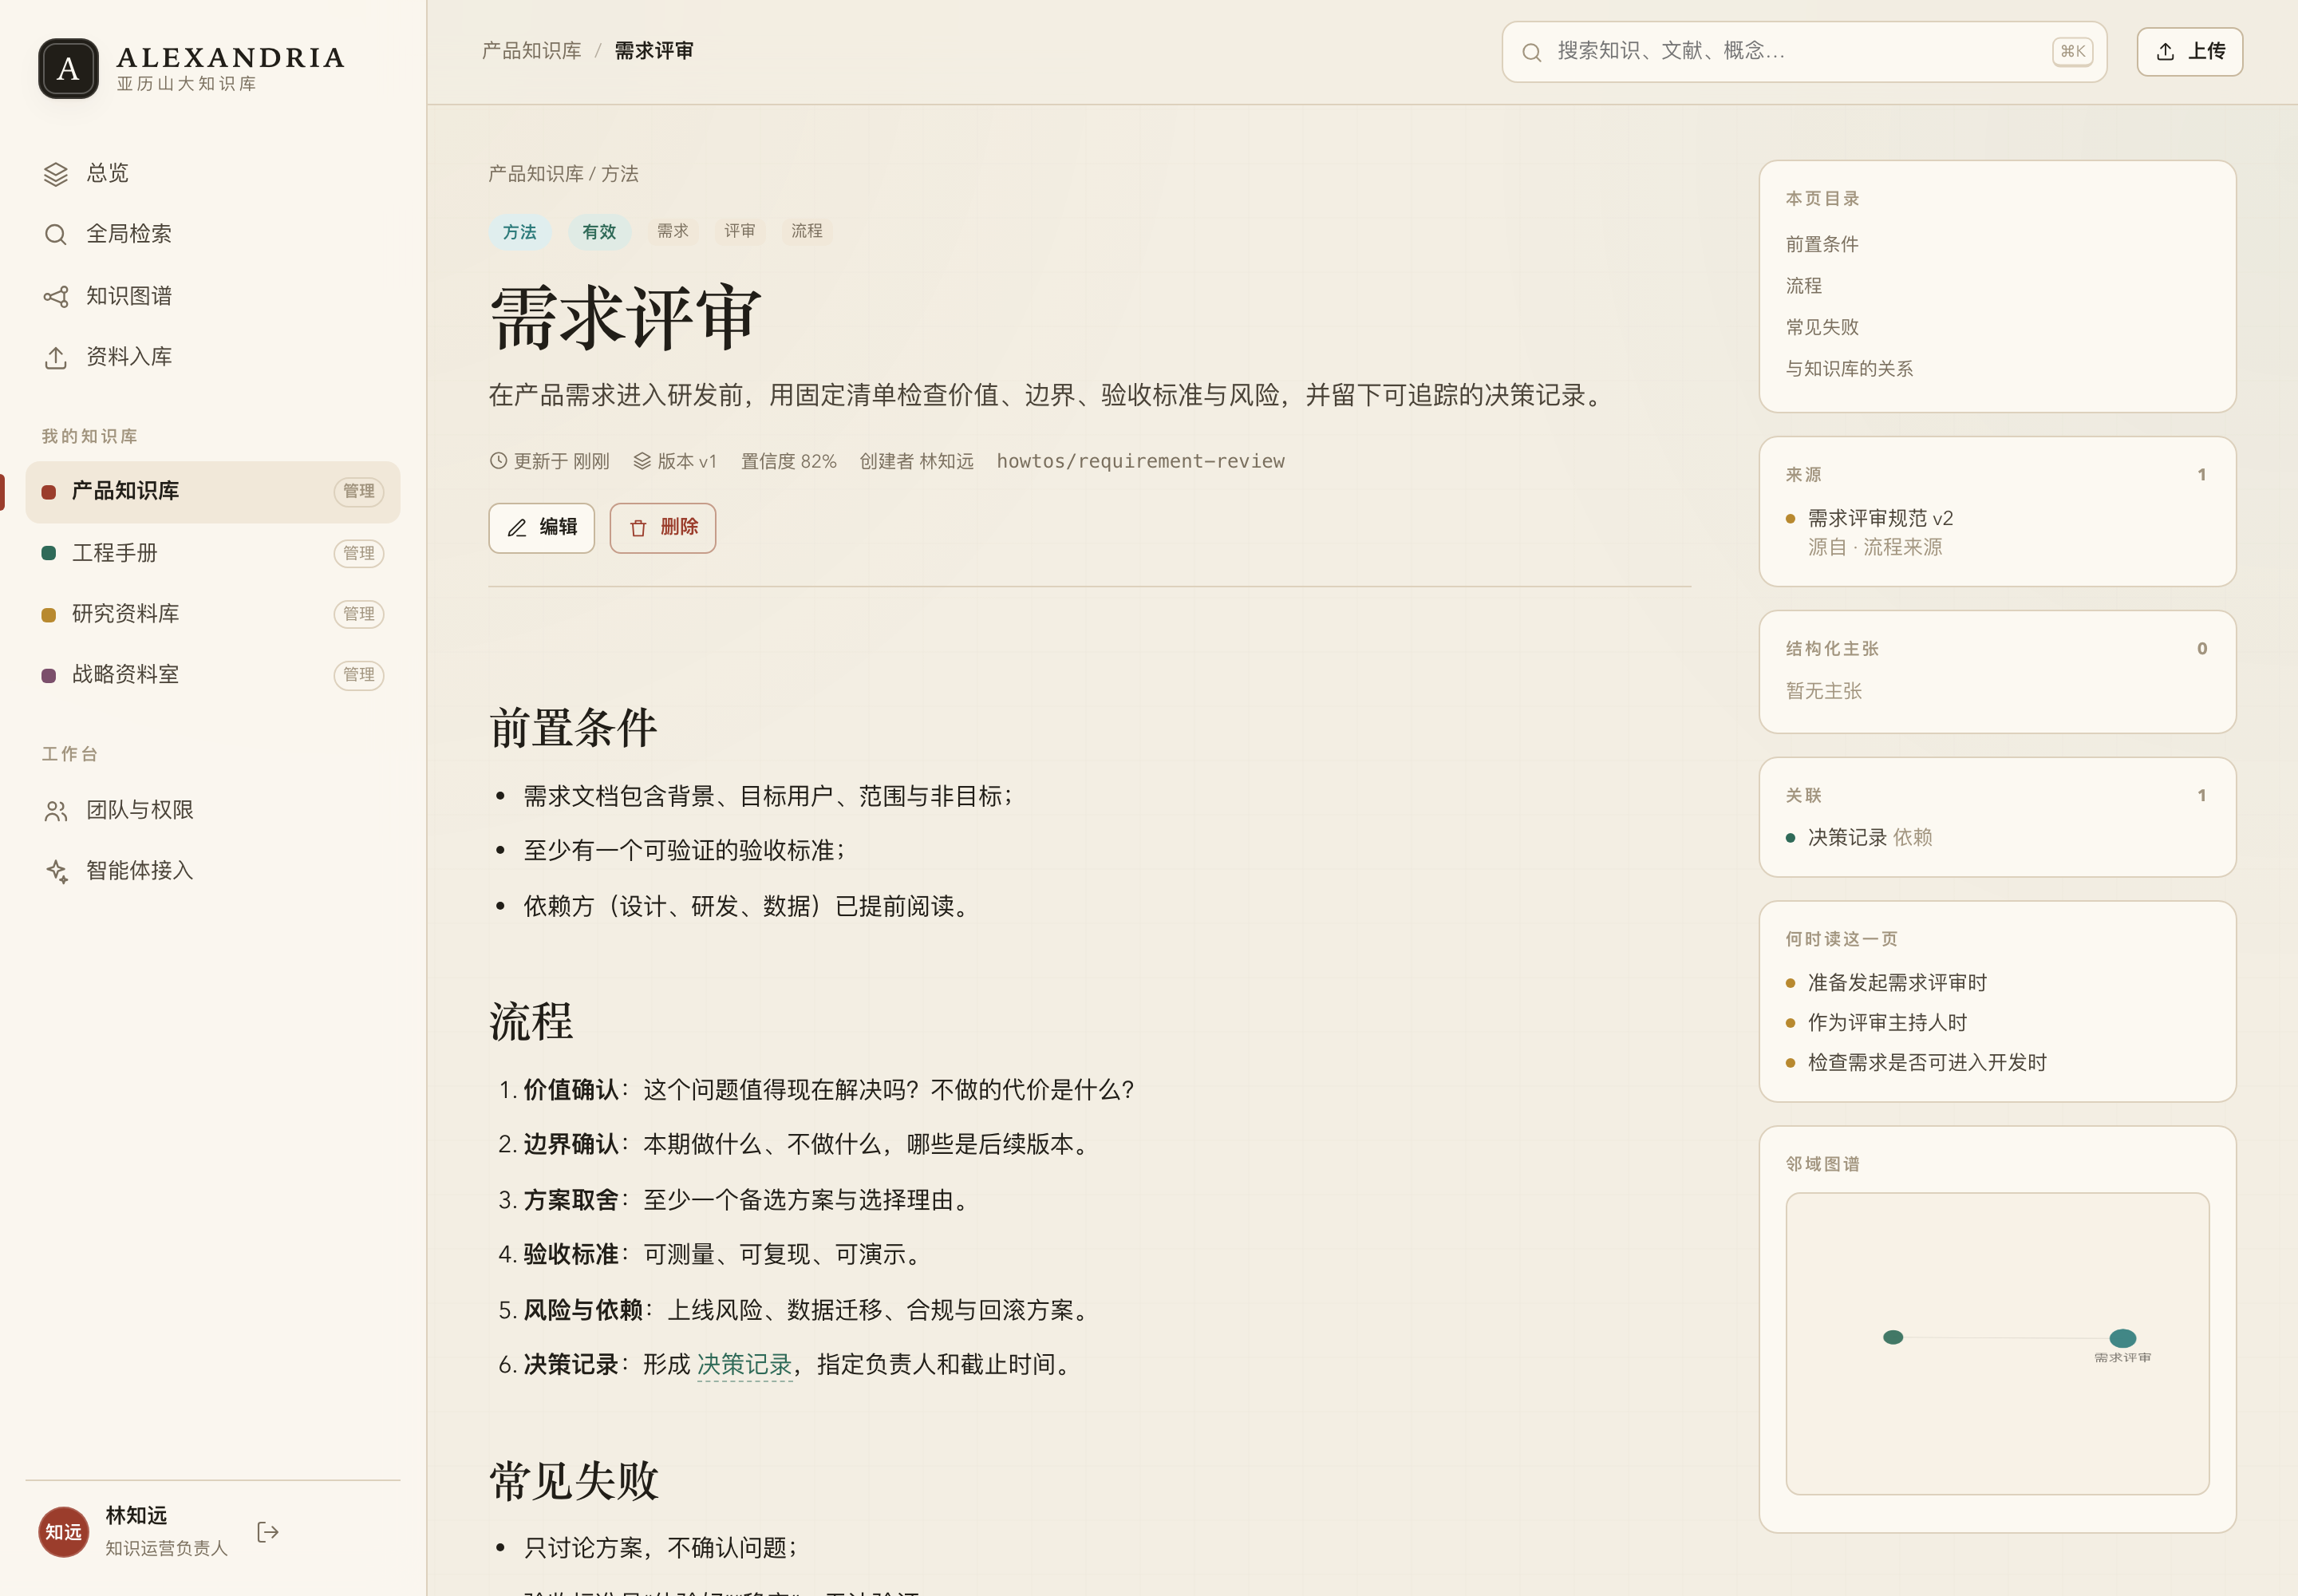 A
ALEXANDRIA
亚历山大知识库
总览
全局检索
知识图谱
资料入库
我的知识库
产品知识库 管理
工程手册 管理
研究资料库 管理
战略资料室 管理
工作台
团队与权限
智能体接入
知远
林知远
知识运营负责人
产品知识库 / 需求评审
搜索知识、文献、概念... ⌘K
上传
产品知识库 / 方法
方法 有效 需求 评审 流程
需求评审
在产品需求进入研发前，用固定清单检查价值、边界、验收标准与风险，并留下可追踪的决策记录。
更新于 刚刚 版本 v1 置信度 82% 创建者 林知远 howtos/requirement-review
编辑 删除
前置条件
• 需求文档包含背景、目标用户、范围与非目标；
• 至少有一个可验证的验收标准；
• 依赖方（设计、研发、数据）已提前阅读。
流程
1. 价值确认：这个问题值得现在解决吗？不做的代价是什么？
2. 边界确认：本期做什么、不做什么，哪些是后续版本。
3. 方案取舍：至少一个备选方案与选择理由。
4. 验收标准：可测量、可复现、可演示。
5. 风险与依赖：上线风险、数据迁移、合规与回滚方案。
6. 决策记录：形成 决策记录，指定负责人和截止时间。
常见失败
• 只讨论方案，不确认问题；
本页目录
前置条件
流程
常见失败
与知识库的关系
来源 1
需求评审规范 v2
源自 · 流程来源
结构化主张 0
暂无主张
关联 1
决策记录 依赖
何时读这一页
准备发起需求评审时
作为评审主持人时
检查需求是否可进入开发时
邻域图谱
需求评审